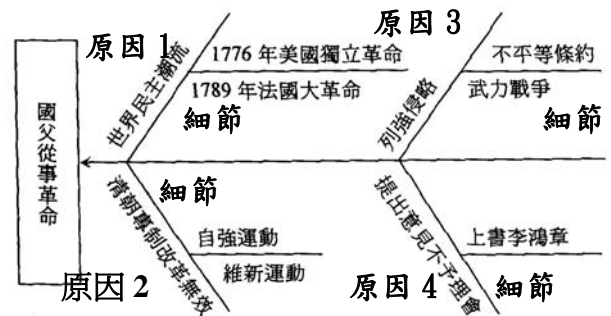 國父從事革命
原因 1
世界民主潮流
1776 年美國獨立革命
1789 年法國大革命
細節
原因 3
列強侵略
不平等條約
武力戰爭
細節
細節
清朝專制改革無效
自強運動
維新運動
原因 2
提出意見不予理會
上書李鴻章
原因 4
細節